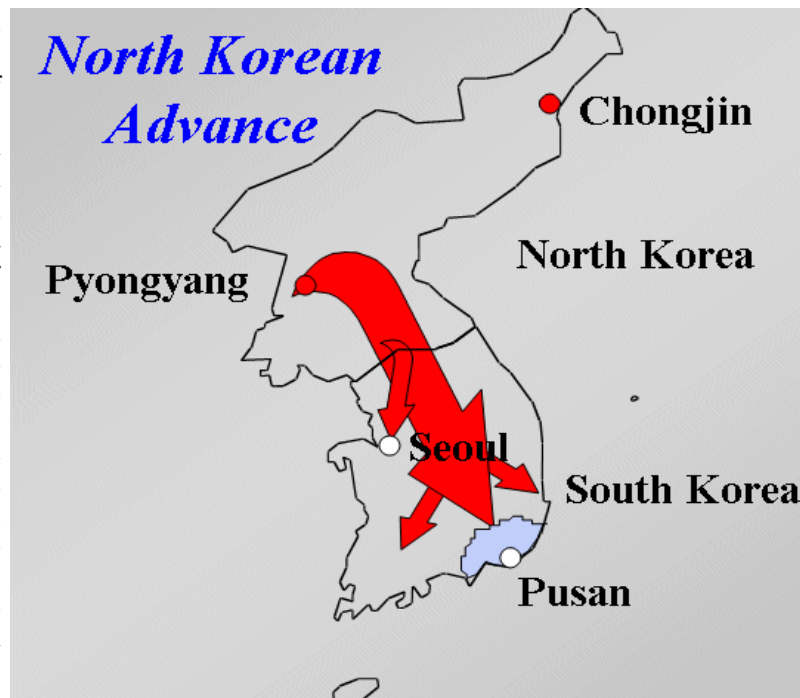 North Korean
Advance
Chongjin
North Korea
Pyongyang
Seoul
South Korea
Pusan